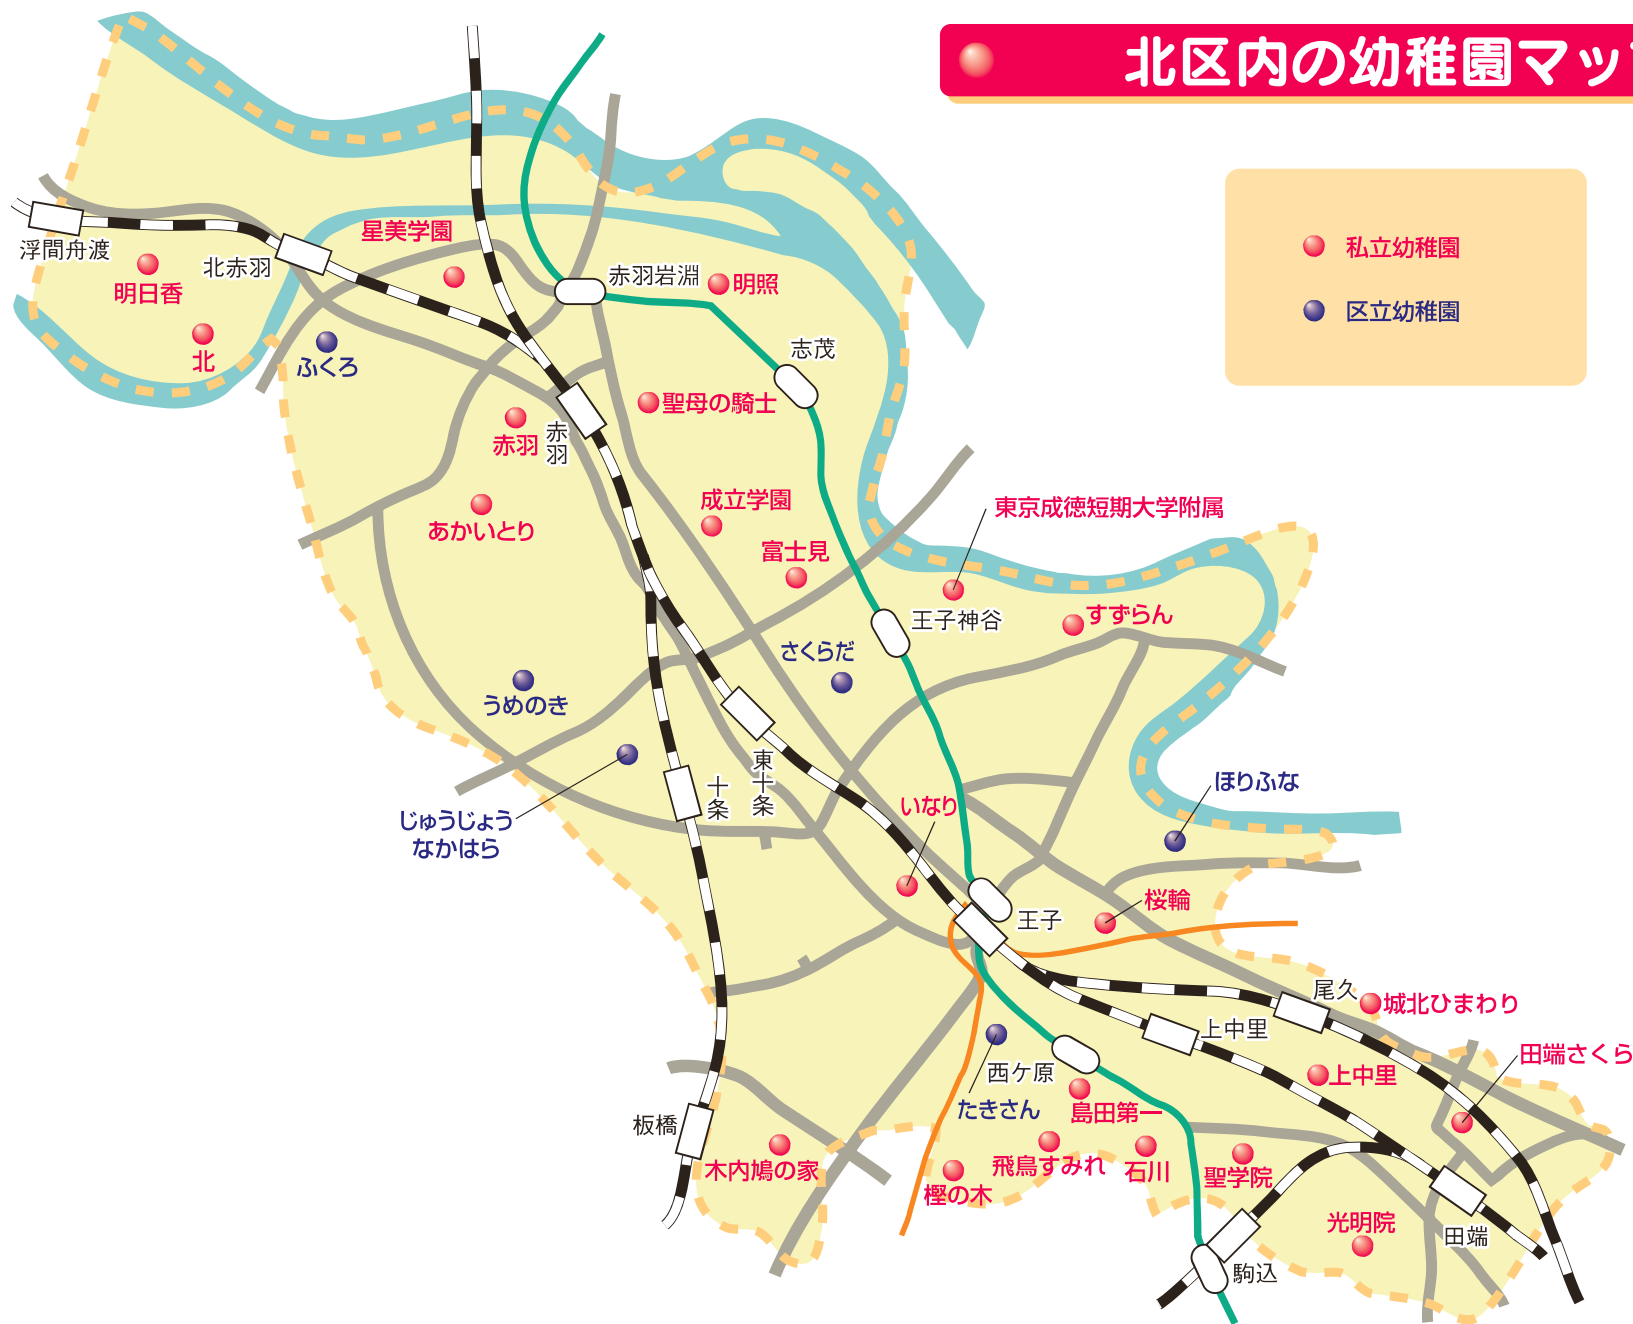 北区内の幼稚園マッ
私立幼稚園
区立幼稚園
浮間舟渡
明日香
北
北赤羽
星美学園
ふくろ
赤羽岩淵
明照
志茂
聖母の騎士
赤羽
赤羽
あかいとり
成立学園
富士見
東京成徳短期大学附属
王子神谷
すずらん
さくらだ
うめのき
じゅうじょう
なかはら
十条
東十条
いなり
ほりふな
桜輪
王子
尾久
城北ひまわり
上中里
上中里
田端さくら
西ケ原
たきさん
島田第一
飛鳥すみれ
石川
聖学院
樫の木
板橋
木内鳩の家
光明院
田端
駒込